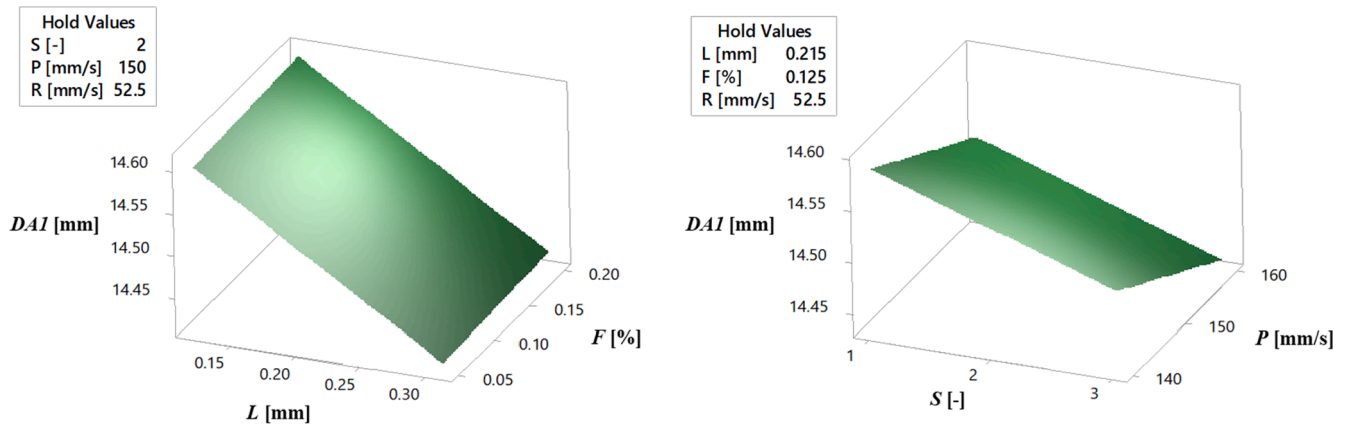 Hold Values
S [-] 2
P [mm/s] 150
R [mm/s] 52.5
14.60
14.55
14.50
14.45
DA1 [mm]
0.15
0.20
0.25
0.30
L [mm]
0.05
0.10
0.15
0.20
F [%]
Hold Values
L [mm] 0.215
F [%] 0.125
R [mm/s] 52.5
14.60
14.55
14.50
14.45
DA1 [mm]
1
2
3
S [-]
140
150
160
P [mm/s]